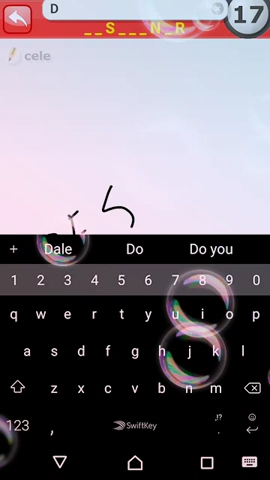 D
_ _ S _ _ _ N _ R
17
cele
+ Dale Do Do you
1 2 3 4 5 6 7 8 9 0
q w e r t y u i o p
a s d f g h j k l
z x c v b n m
123 , SwiftKey ,!? .